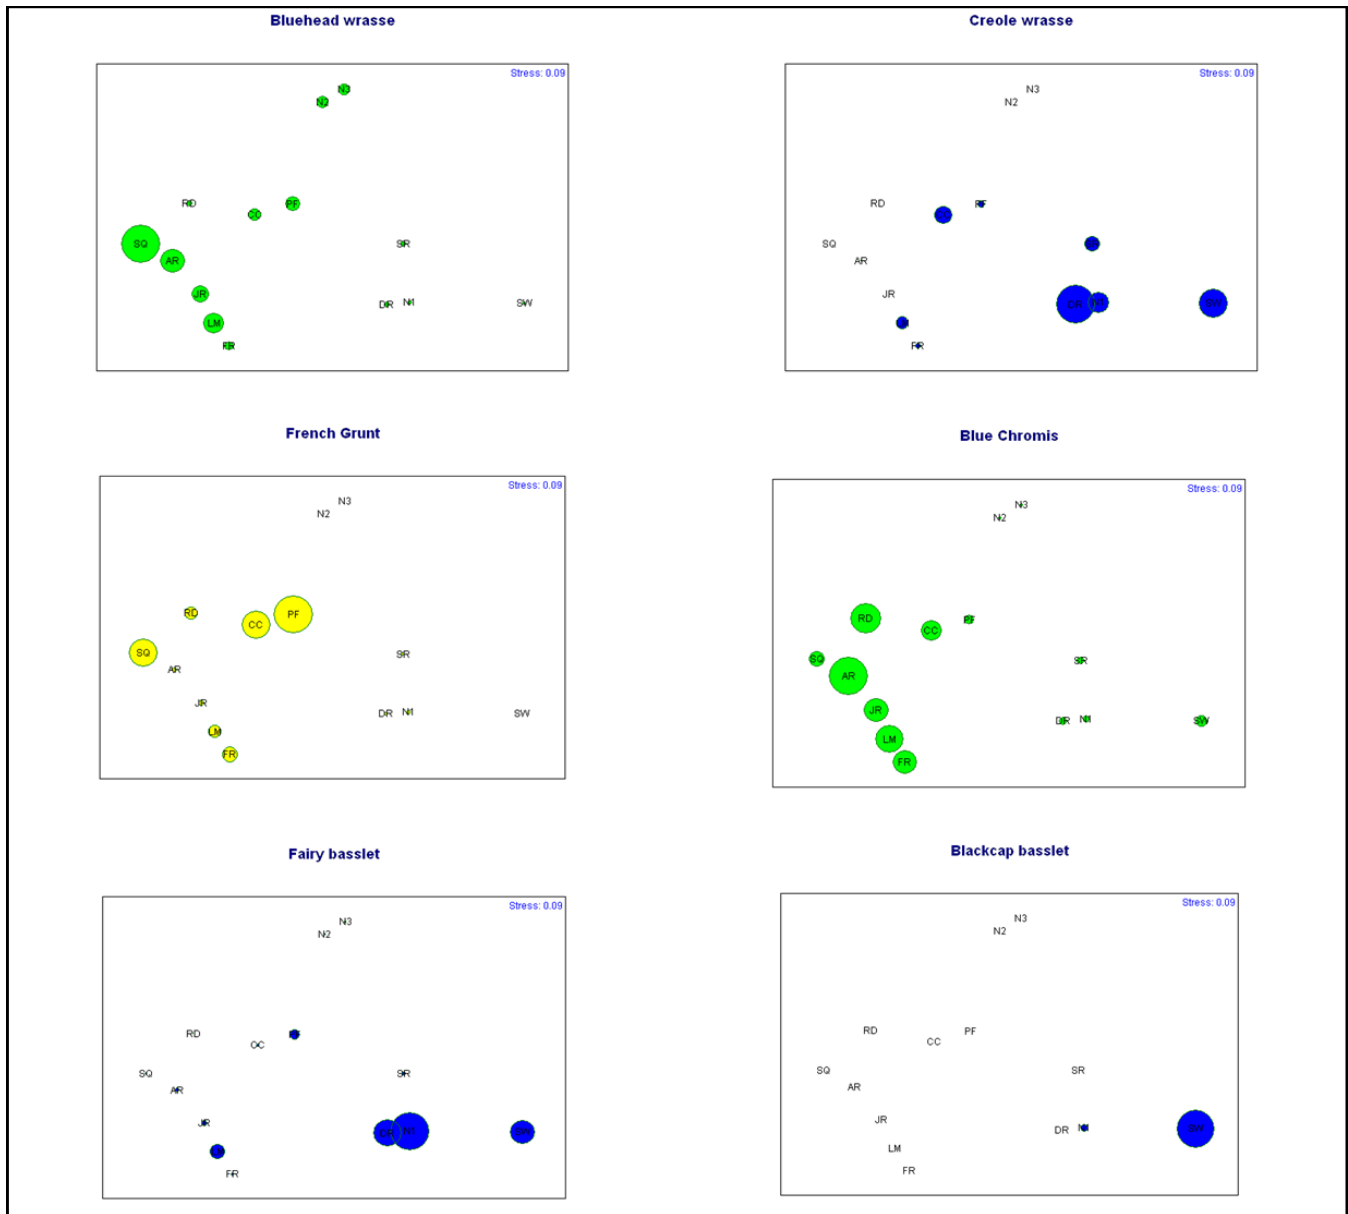 Bluehead wrasse
Stress: 0.09
N3
N2
RD
PF
CC
SQ
SR
AR
JR
DR N1 SW
LM
FR
Creole wrasse
Stress: 0.09
N3
N2
RD
PF
CC
SQ
AR
JR
DR N1 SW
LM
FR
French Grunt
Stress: 0.09
N3
N2
RD
PF
CC
SQ
SR
AR
JR
DR N1 SW
LM
FR
Blue Chromis
Stress: 0.09
N3
N2
RD
PF
CC
SQ
SR
AR
JR
DR N1 SW
LM
FR
Fairy basslet
Stress: 0.09
N3
N2
RD
PF
CC
SQ
SR
AR
JR
DR N1 SW
LM
FR
Blackcap basslet
Stress: 0.09
N3
N2
RD
PF
CC
SQ
SR
AR
JR
DR N1 SW
LM
FR